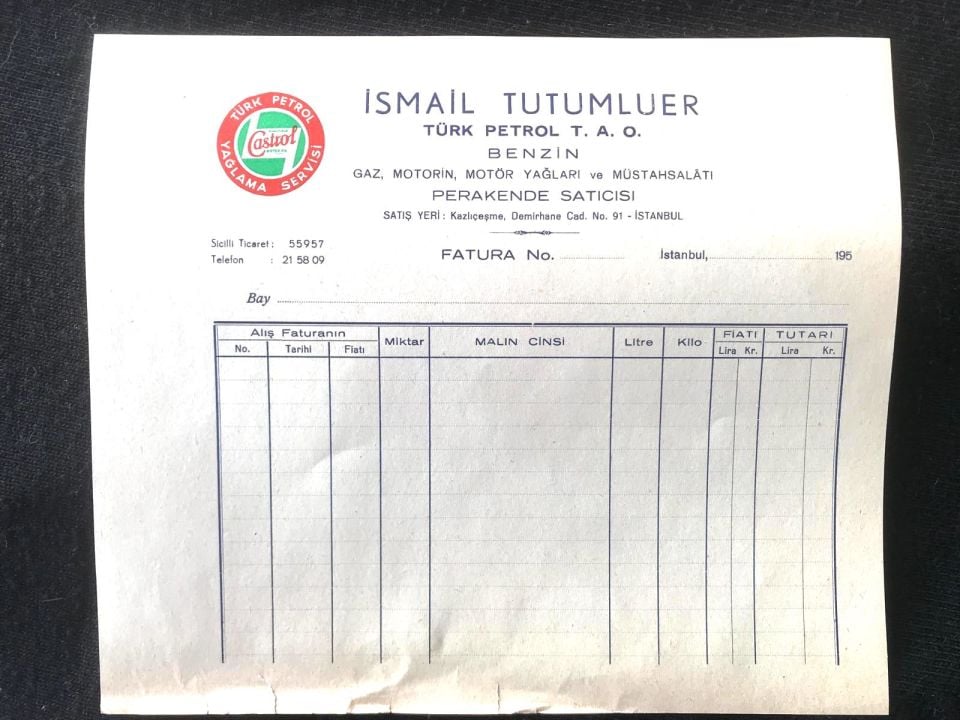 TÜRK PETROL
Castrol
YAĞLAMA SERVİSİ
İSMAİL TUTUMLUER
TÜRK PETROL T. A. O.
BENZİN
GAZ, MOTORİN, MOTÖR YAĞLARI ve MÜSTAHSALÂTI
PERAKENDE SATICISI
SATIŞ YERİ : Kazlıçeşme, Demirhane Cad. No. 91 - İSTANBUL
Sicilli Ticaret : 55957
Telefon : 21 58 09
FATURA No. ................ İstanbul,................................ 195
Bay ................................................................
Alış Faturanın Miktar MALIN CİNSİ Litre Kilo FİATI TUTARI
No. Tarihi Fiatı Lira Kr. Lira Kr.